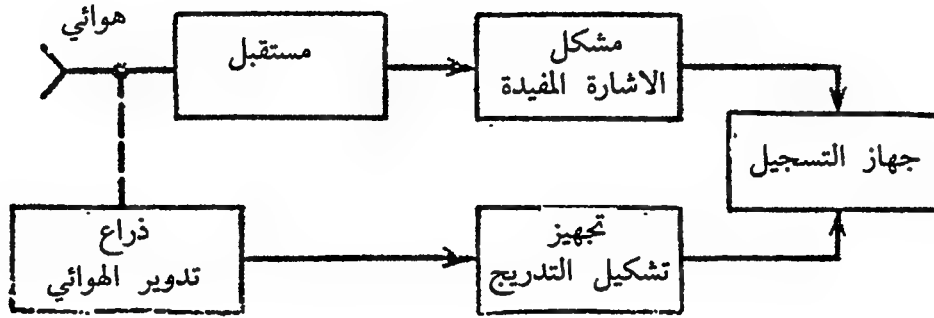 هوائي
مستقبل
مشكل
الاشارة المفيدة
جهاز التسجيل
ذراع
تدوير الهوائي
تجهيز
تشكيل التدريج